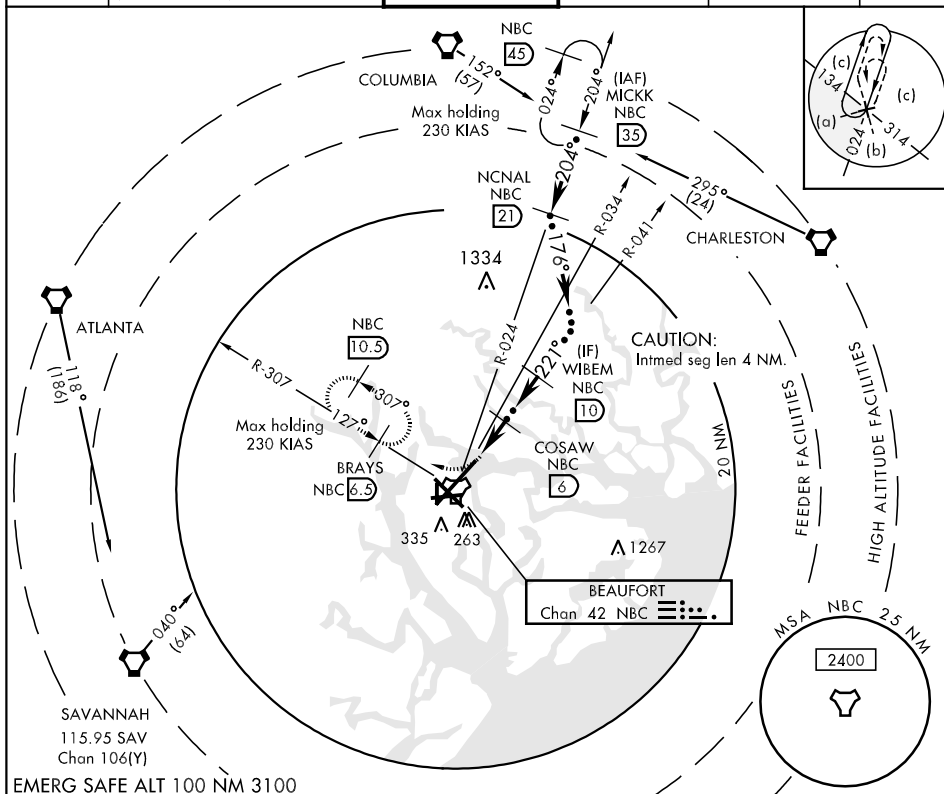 NBC
45
COLUMBIA
152°
(57)
024°
204°
(IAF)
MICKK
NBC
35
Max holding
230 KIAS
204°
NCNAL
NBC
21
176°
R-034
R-041
295°
(24)
CHARLESTON
134
(c)
(c)
(a)
(b)
024
314
1334
ATLANTA
118°
(186)
R-307
NBC
10.5
307°
127°
Max holding
230 KIAS
BRAYS
NBC 6.5
R-024
221°
CAUTION:
Intmed seg len 4 NM.
(IF)
WIBEM
NBC
10
COSAW
NBC
6
20 NM
FEEDER FACILITIES
HIGH ALTITUDE FACILITIES
335
263
1267
BEAUFORT
Chan 42 NBC
040°
(64)
SAVANNAH
115.95 SAV
Chan 106(Y)
MSA NBC 25 NM
2400
EMERG SAFE ALT 100 NM 3100